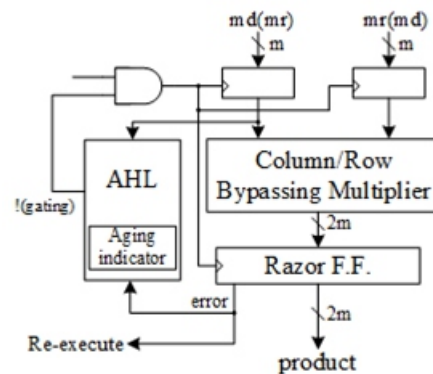 md(mr)
mr(md)
m
m
AHL
Column/Row
Bypassing Multiplier
!(gating)
Aging
indicator
2m
Razor F.F.
error
2m
Re-execute
product